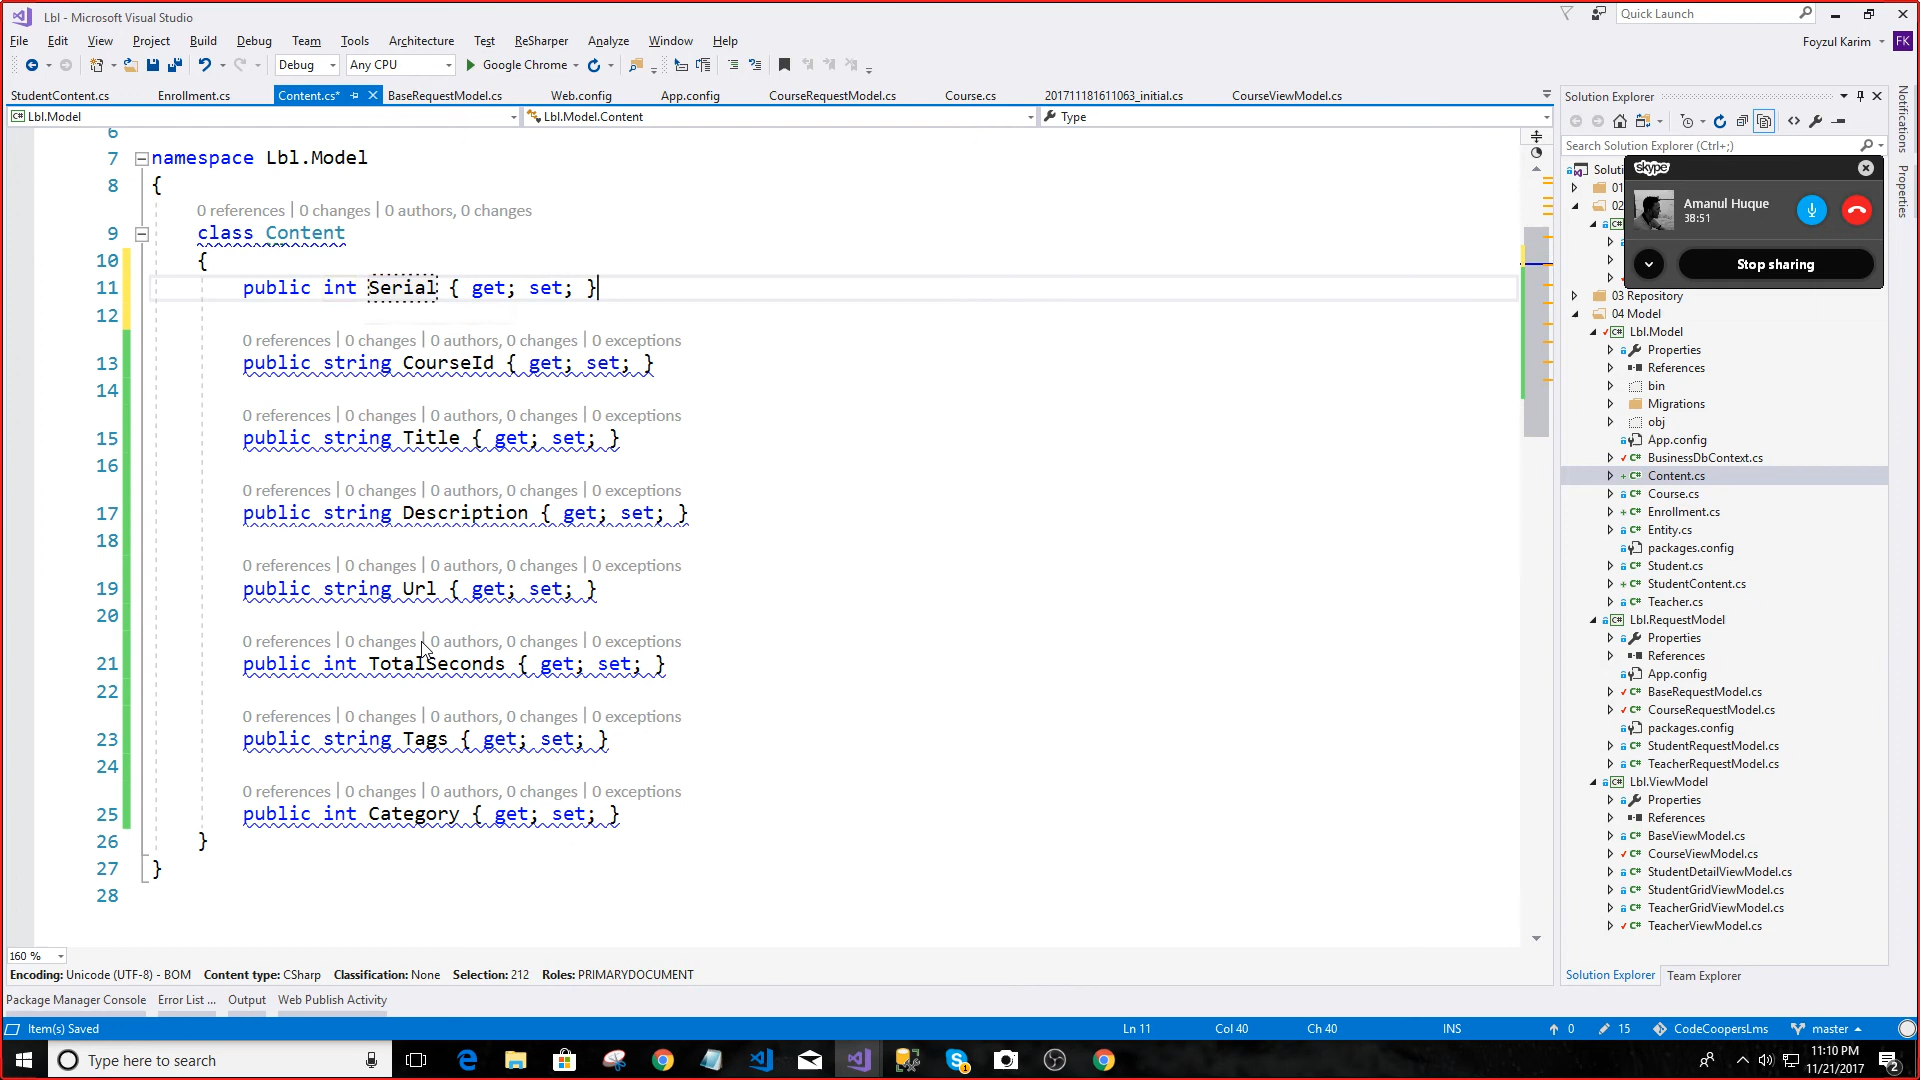 Lbl - Microsoft Visual Studio
Quick Launch
File Edit View Project Build Debug Team Tools Architecture Test ReSharper Analyze Window Help
Foyzul Karim FK
Debug Any CPU Google Chrome
StudentContent.cs Enrollment.cs Content.cs* BaseRequestModel.cs Web.config App.config CourseRequestModel.cs Course.cs 201711181611063_initial.cs CourseViewModel.cs
Lbl.Model Lbl.Model.Content Type
6
7 namespace Lbl.Model
8 {
0 references | 0 changes | 0 authors, 0 changes
9 class Content
10 {
11 public int Serial { get; set; }
12
0 references | 0 changes | 0 authors, 0 changes | 0 exceptions
13 public string CourseId { get; set; }
14
0 references | 0 changes | 0 authors, 0 changes | 0 exceptions
15 public string Title { get; set; }
16
0 references | 0 changes | 0 authors, 0 changes | 0 exceptions
17 public string Description { get; set; }
18
0 references | 0 changes | 0 authors, 0 changes | 0 exceptions
19 public string Url { get; set; }
20
0 references | 0 changes | 0 authors, 0 changes | 0 exceptions
21 public int TotalSeconds { get; set; }
22
0 references | 0 changes | 0 authors, 0 changes | 0 exceptions
23 public string Tags { get; set; }
24
0 references | 0 changes | 0 authors, 0 changes | 0 exceptions
25 public int Category { get; set; }
26 }
27 }
28
160 %
Encoding: Unicode (UTF-8) - BOM Content type: CSharp Classification: None Selection: 212 Roles: PRIMARYDOCUMENT
Package Manager Console Error List ... Output Web Publish Activity
Solution Explorer
Search Solution Explorer (Ctrl+;)
Soluti
01
02
skype
Amanul Huque
38:51
Stop sharing
03 Repository
04 Model
Lbl.Model
Properties
References
bin
Migrations
obj
App.config
BusinessDbContext.cs
Content.cs
Course.cs
Enrollment.cs
Entity.cs
packages.config
Student.cs
StudentContent.cs
Teacher.cs
Lbl.RequestModel
Properties
References
App.config
BaseRequestModel.cs
CourseRequestModel.cs
packages.config
StudentRequestModel.cs
TeacherRequestModel.cs
Lbl.ViewModel
Properties
References
BaseViewModel.cs
CourseViewModel.cs
StudentDetailViewModel.cs
StudentGridViewModel.cs
TeacherGridViewModel.cs
TeacherViewModel.cs
Solution Explorer Team Explorer
Notifications
Properties
Item(s) Saved Ln 11 Col 40 Ch 40 INS 0 15 CodeCoopersLms master
Type here to search
11:10 PM
11/21/2017
2